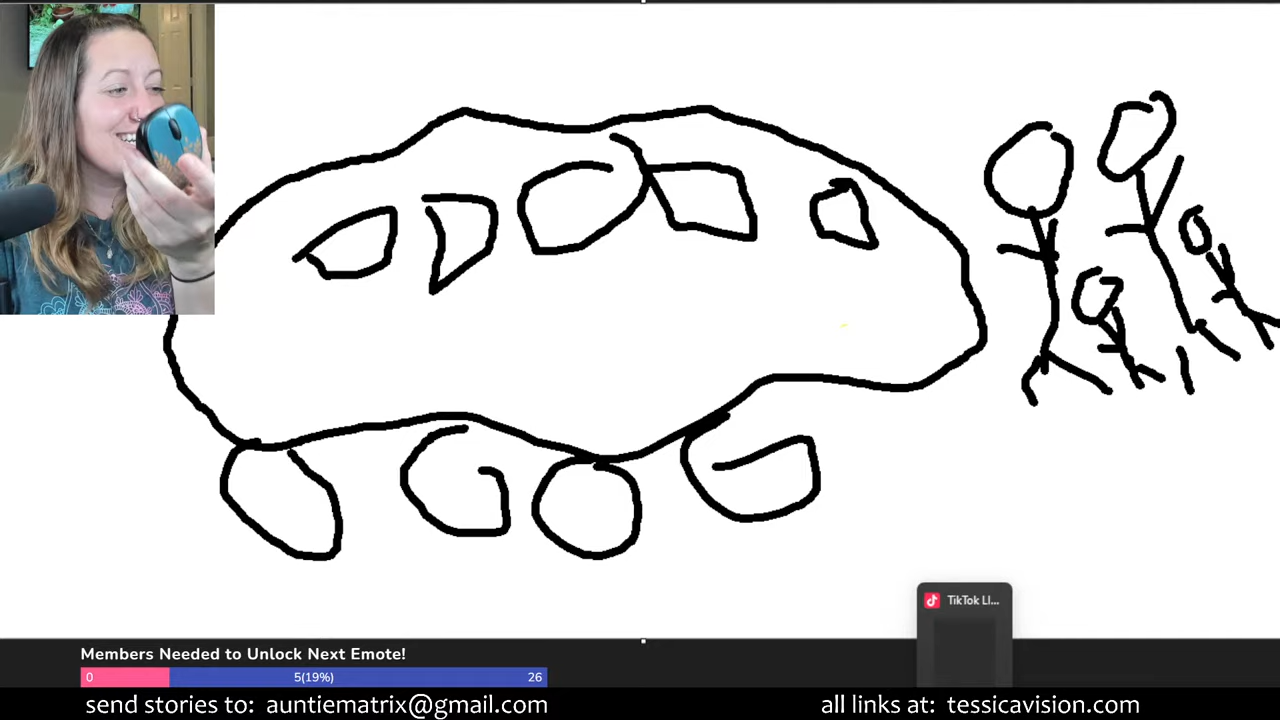 TikTok LI...
Members Needed to Unlock Next Emote!
0 5(19%) 26
send stories to: auntiematrix@gmail.com
all links at: tessicavision.com